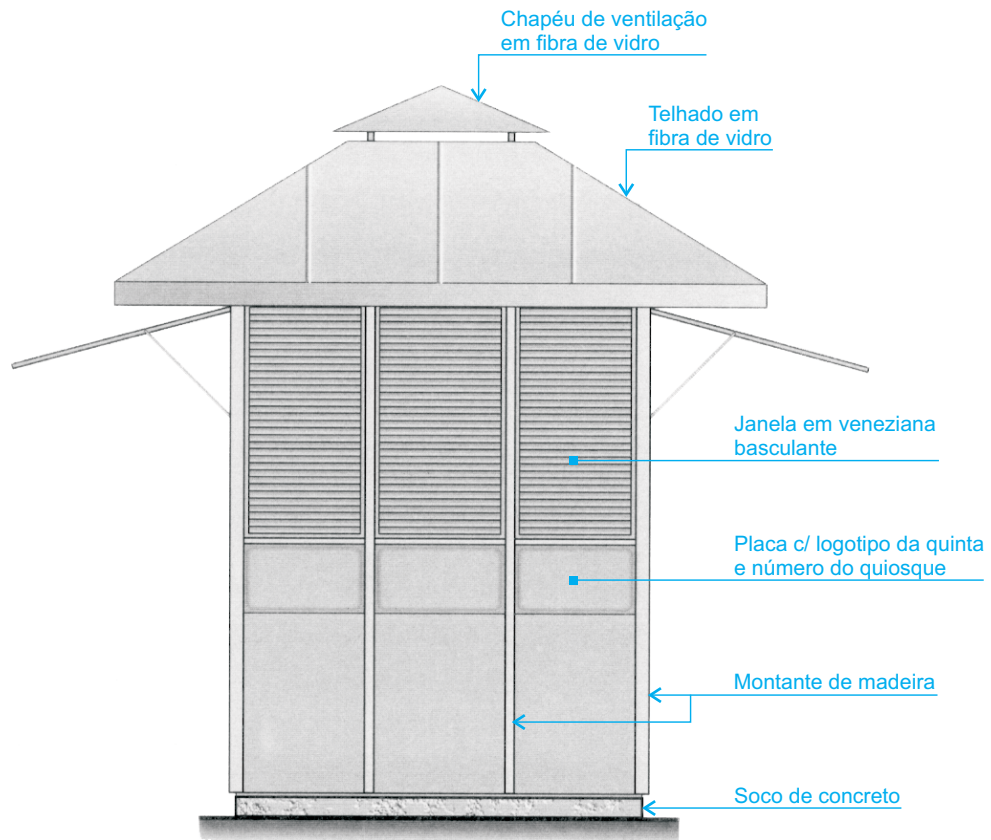 Chapéu de ventilação
em fibra de vidro
Telhado em
fibra de vidro
Janela em veneziana
basculante
Placa c/ logotipo da quinta
e número do quiosque
Montante de madeira
Soco de concreto